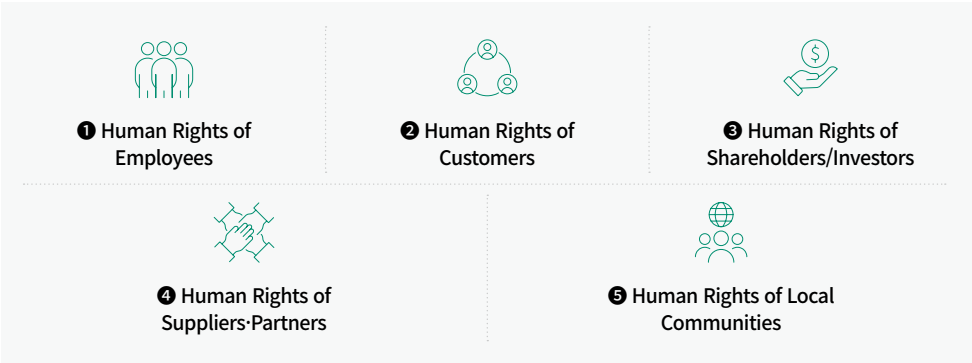 ❶ Human Rights of
Employees
❷ Human Rights of
Customers
$
❸ Human Rights of
Shareholders/Investors
❹ Human Rights of
Suppliers·Partners
❺ Human Rights of Local
Communities